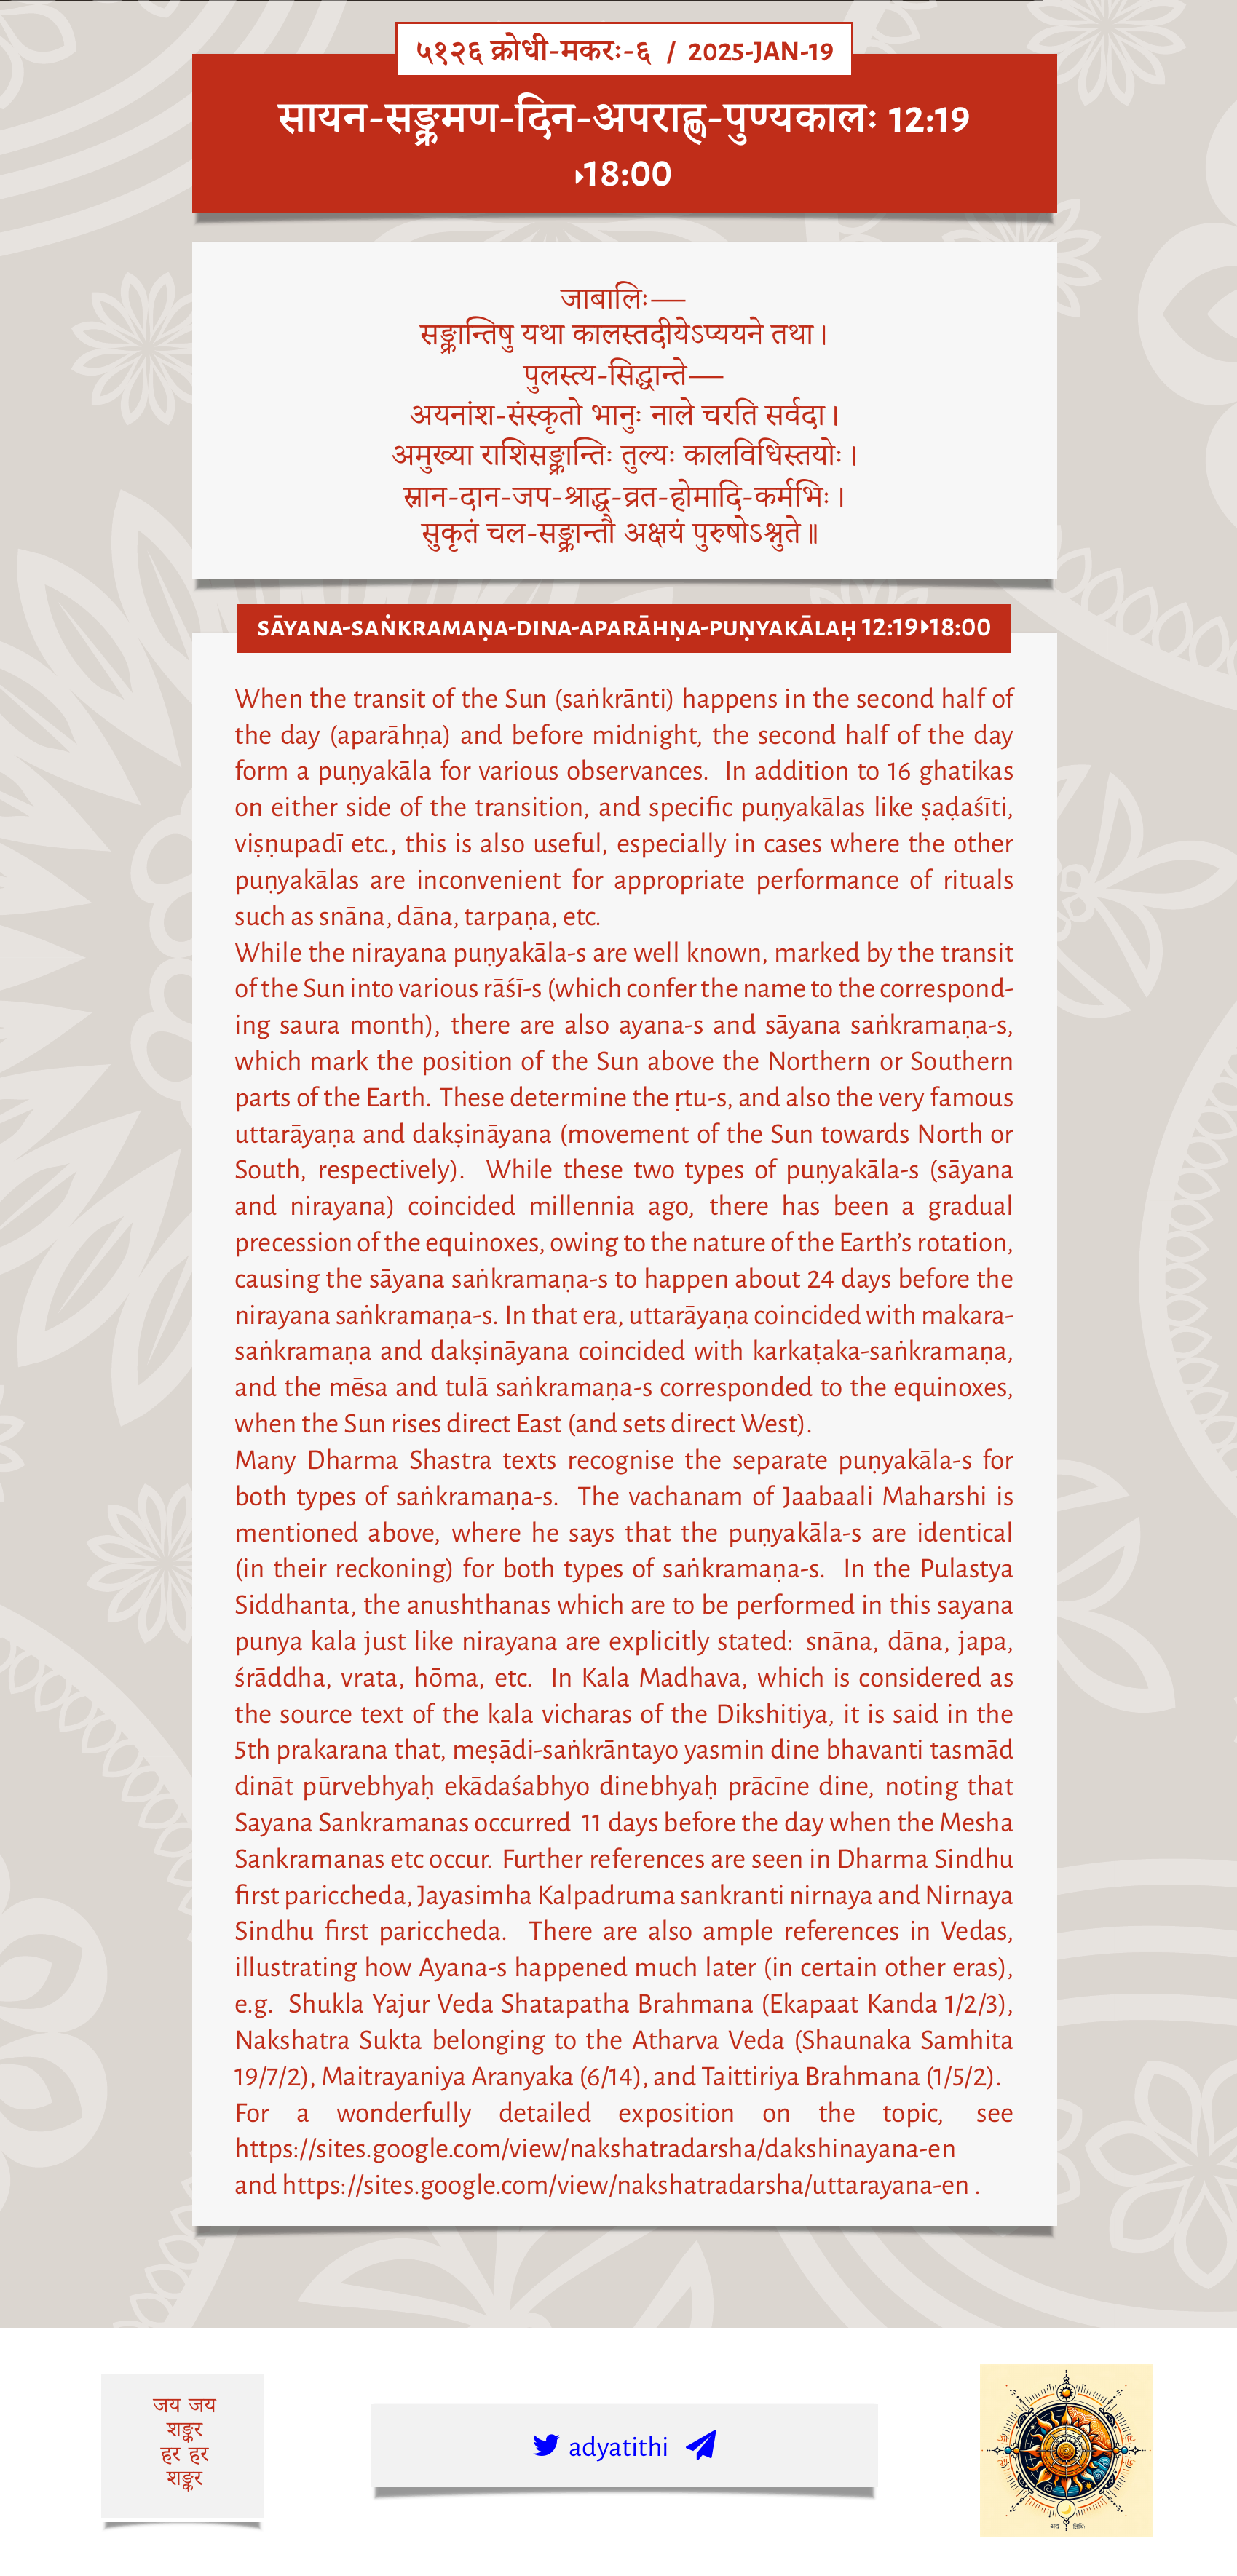 ५१२६ क्रोधी-मकरः-६ / 2025-JAN-19
सायन-सङ्क्रमण-दिन-अपराह्ण-पुण्यकालः 12:19
▸18:00
जाबालिः—
सङ्क्रान्तिषु यथा कालस्तदीयेऽप्ययने तथा।
पुलस्त्य-सिद्धान्ते—
अयनांश-संस्कृतो भानुः नाले चरति सर्वदा।
अमुख्या राशिसङ्क्रान्तिः तुल्यः कालविधिस्तयोः।
स्नान-दान-जप-श्राद्ध-व्रत-होमादि-कर्मभिः।
सुकृतं चल-सङ्क्रान्तौ अक्षयं पुरुषोऽश्नुते॥
SĀYANA-SAṄKRAMAṆA-DINA-APARĀHṆA-PUṆYAKĀLAḤ 12:19▸18:00
When the transit of the Sun (saṅkrānti) happens in the second half of
the day (aparāhṇa) and before midnight, the second half of the day
form a puṇyakāla for various observances. In addition to 16 ghatikas
on either side of the transition, and specific puṇyakālas like ṣaḍaśīti,
viṣṇupadī etc., this is also useful, especially in cases where the other
puṇyakālas are inconvenient for appropriate performance of rituals
such as snāna, dāna, tarpaṇa, etc.
While the nirayana puṇyakāla-s are well known, marked by the transit
of the Sun into various rāśī-s (which confer the name to the correspond-
ing saura month), there are also ayana-s and sāyana saṅkramaṇa-s,
which mark the position of the Sun above the Northern or Southern
parts of the Earth. These determine the ṛtu-s, and also the very famous
uttarāyaṇa and dakṣināyana (movement of the Sun towards North or
South, respectively). While these two types of puṇyakāla-s (sāyana
and nirayana) coincided millennia ago, there has been a gradual
precession of the equinoxes, owing to the nature of the Earth’s rotation,
causing the sāyana saṅkramaṇa-s to happen about 24 days before the
nirayana saṅkramaṇa-s. In that era, uttarāyaṇa coincided with makara-
saṅkramaṇa and dakṣināyana coincided with karkaṭaka-saṅkramaṇa,
and the mēsa and tulā saṅkramaṇa-s corresponded to the equinoxes,
when the Sun rises direct East (and sets direct West).
Many Dharma Shastra texts recognise the separate puṇyakāla-s for
both types of saṅkramaṇa-s. The vachanam of Jaabaali Maharshi is
mentioned above, where he says that the puṇyakāla-s are identical
(in their reckoning) for both types of saṅkramaṇa-s. In the Pulastya
Siddhanta, the anushthanas which are to be performed in this sayana
punya kala just like nirayana are explicitly stated: snāna, dāna, japa,
śrāddha, vrata, hōma, etc. In Kala Madhava, which is considered as
the source text of the kala vicharas of the Dikshitiya, it is said in the
5th prakarana that, meṣādi-saṅkrāntayo yasmin dine bhavanti tasmād
dināt pūrvebhyaḥ ekādaśabhyo dinebhyaḥ prācīne dine, noting that
Sayana Sankramanas occurred 11 days before the day when the Mesha
Sankramanas etc occur. Further references are seen in Dharma Sindhu
first pariccheda, Jayasimha Kalpadruma sankranti nirnaya and Nirnaya
Sindhu first pariccheda. There are also ample references in Vedas,
illustrating how Ayana-s happened much later (in certain other eras),
e.g. Shukla Yajur Veda Shatapatha Brahmana (Ekapaat Kanda 1/2/3),
Nakshatra Sukta belonging to the Atharva Veda (Shaunaka Samhita
19/7/2), Maitrayaniya Aranyaka (6/14), and Taittiriya Brahmana (1/5/2).
For a wonderfully detailed exposition on the topic, see
https://sites.google.com/view/nakshatradarsha/dakshinayana-en
and https://sites.google.com/view/nakshatradarsha/uttarayana-en .
जय जय
शङ्कर
हर हर
शङ्कर
adyatithi
अद्य तिथिः